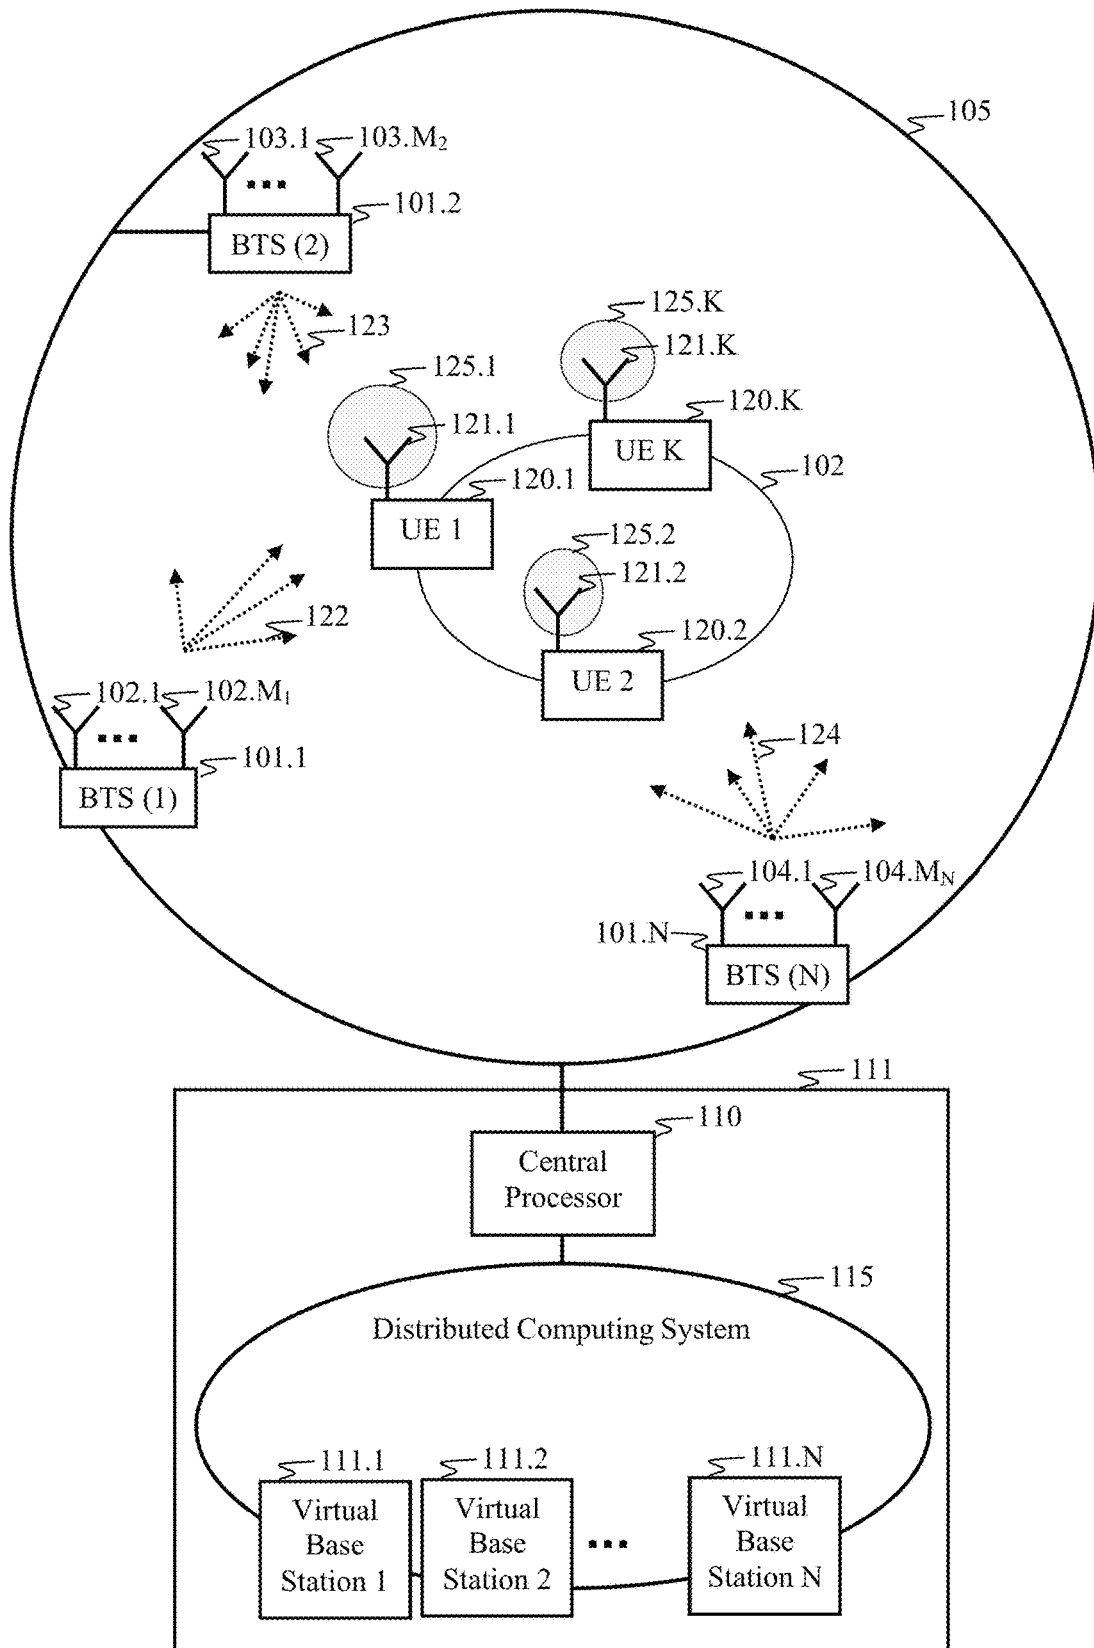 105
103.1
103.M₂
101.2
BTS (2)
123
125.K
121.K
120.K
UE K
125.1
121.1
120.1
UE 1
102
125.2
121.2
120.2
UE 2
122
102.1
102.M₁
101.1
BTS (1)
124
104.1
104.M_N
101.N
BTS (N)
111
110
Central
Processor
115
Distributed Computing System
111.1
Virtual
Base
Station 1
111.2
Virtual
Base
Station 2
111.N
Virtual
Base
Station N